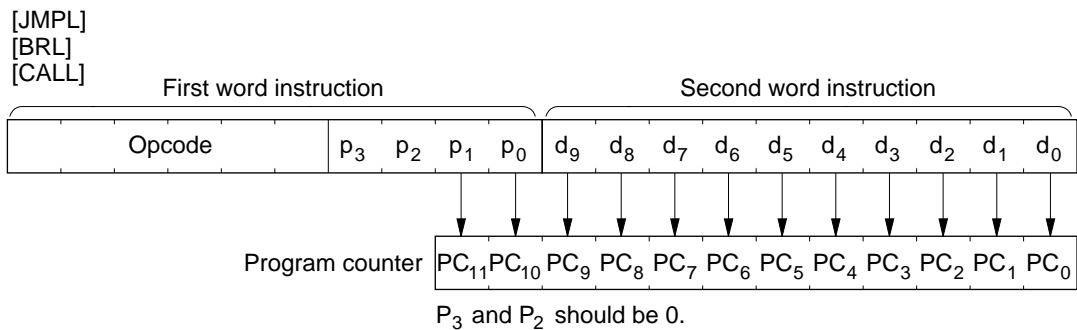 [JMPL]
[BRL]
[CALL]
First word instruction Second word instruction
Opcode p3 p2 p1 p0 d9 d8 d7 d6 d5 d4 d3 d2 d1 d0
Program counter PC11 PC10 PC9 PC8 PC7 PC6 PC5 PC4 PC3 PC2 PC1 PC0
P3 and P2 should be 0.